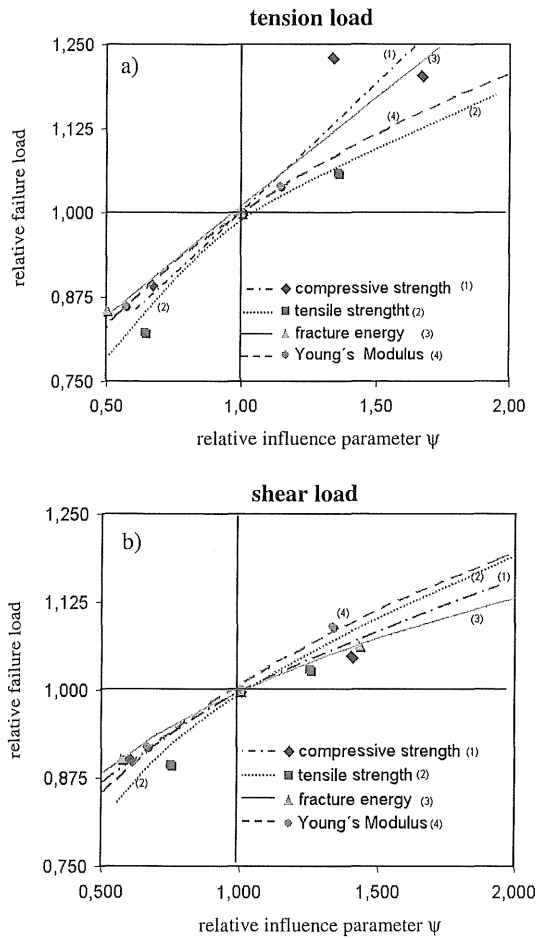 tension load
1,250
a)
(1)
(3)
1,125
(4)
(2)
relative failure load
1,000
compressive strength (1)
0,875
(2)
tensile strengtht (2)
fracture energy (3)
Young´s Modulus (4)
0,750
0,50
1,00
1,50
2,00
relative influence parameter ψ
shear load
1,250
b)
(2)
(1)
1,125
(4)
(3)
relative failure load
1,000
compressive strength (1)
0,875
(2)
tensile strength (2)
fracture energy (3)
Young´s Modulus (4)
0,750
0,500
1,000
1,500
2,000
relative influence parameter ψ